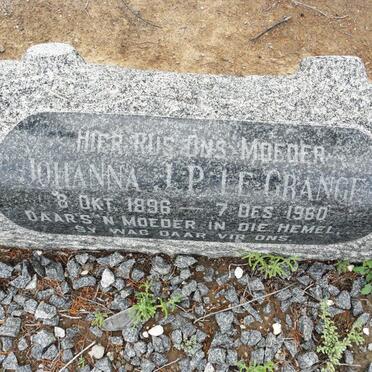 HIER RUS ONS MOEDER
JOHANNA J.P. LE GRANGE
8 OKT. 1896 — 7 DES. 1960
DAAR'S 'N MOEDER IN DIE HEMEL,
SY WAG DAAR VIR ONS.